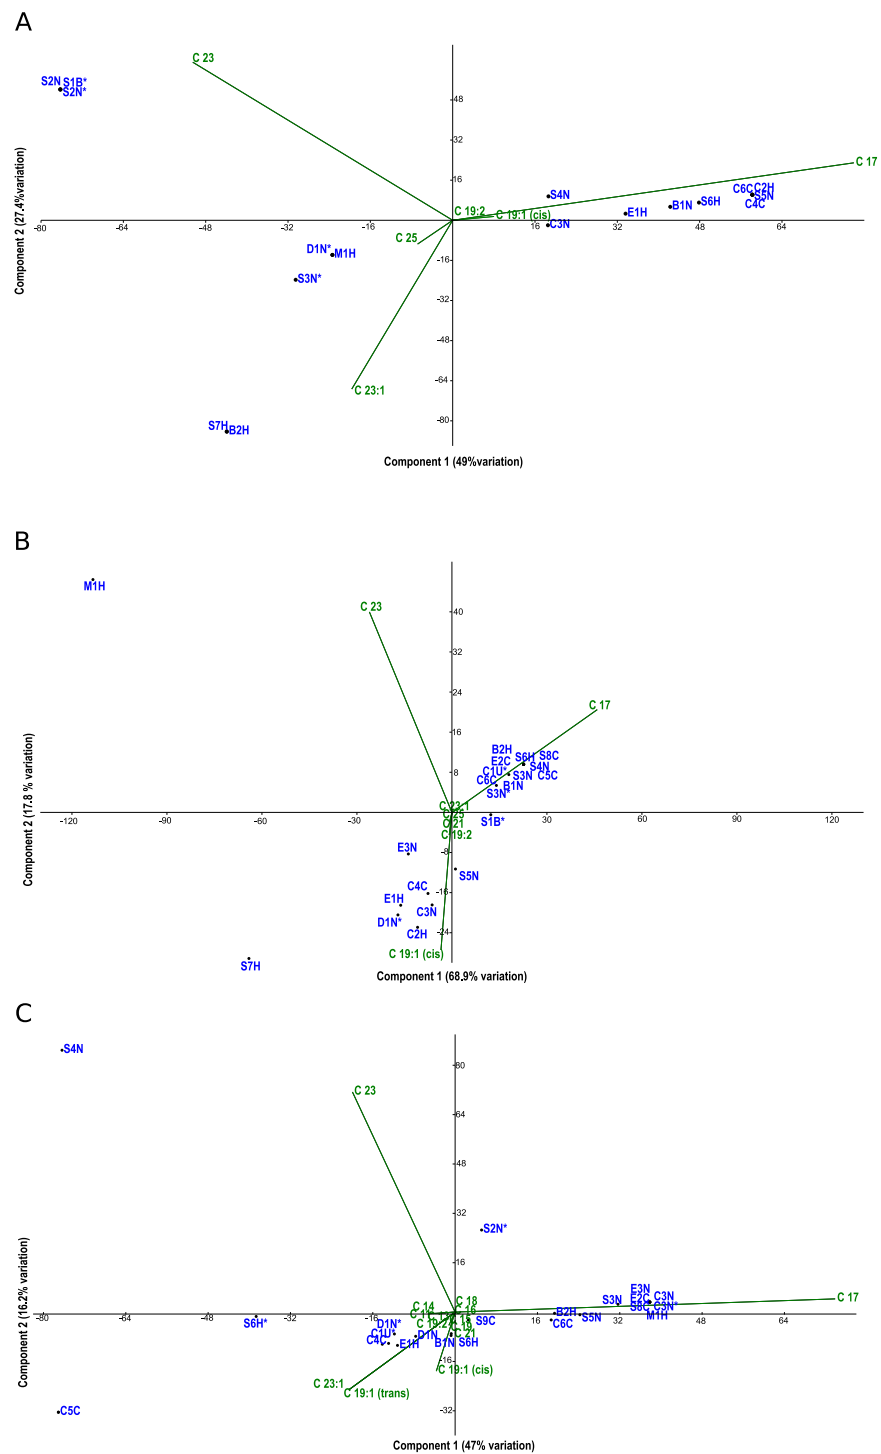 A
C 23
S2N S1B*
S2N*
48
32
16
C 17
C6C C2H
S5N
C4C
S4N
S6H
B1N
E1H
C 19:2
C 19:1 (cis)
C3N
-80 -64 -48 -32 -16 16 32 48 64
C 25
D1N* M1H
-16
S3N*
-32
-48
-64
C 23:1
-80
S7H B2H
Component 2 (27.4%variation)
Component 1 (49%variation)
B
M1H
C 23
40
32
24
16
8
C 17
B2H
S6H S8C
E2C
S4N
C1U*
S3N C5C
C6C
B1N
S3N*
C 23:1
C 25
C 21
C 19:2
S1B*
-120 -90 -60 -30 30 60 90 120
-8
E3N
S5N
C4C
-16
E1H
C3N
D1N*
C2H
-24
C 19:1 (cis)
S7H
Component 2 (17.8 % variation)
Component 1 (68.9% variation)
C
S4N
80
C 23
64
48
32
S2N*
16
E3N
C3N
E2C
S3N
S8C C3N*
M1H
C 17
C 18
C 14
B2H
S5N
C6C
S9C
-80 -64 -48 -32 -16 16 32 48 64
S6H*
C 19:2
D1N*
C1U*
D1N
C 21
C4C
E1H
B1N S6H
-16
C 19:1 (cis)
C 23:1
C 19:1 (trans)
-32
C5C
Component 2 (16.2% variation)
Component 1 (47% variation)